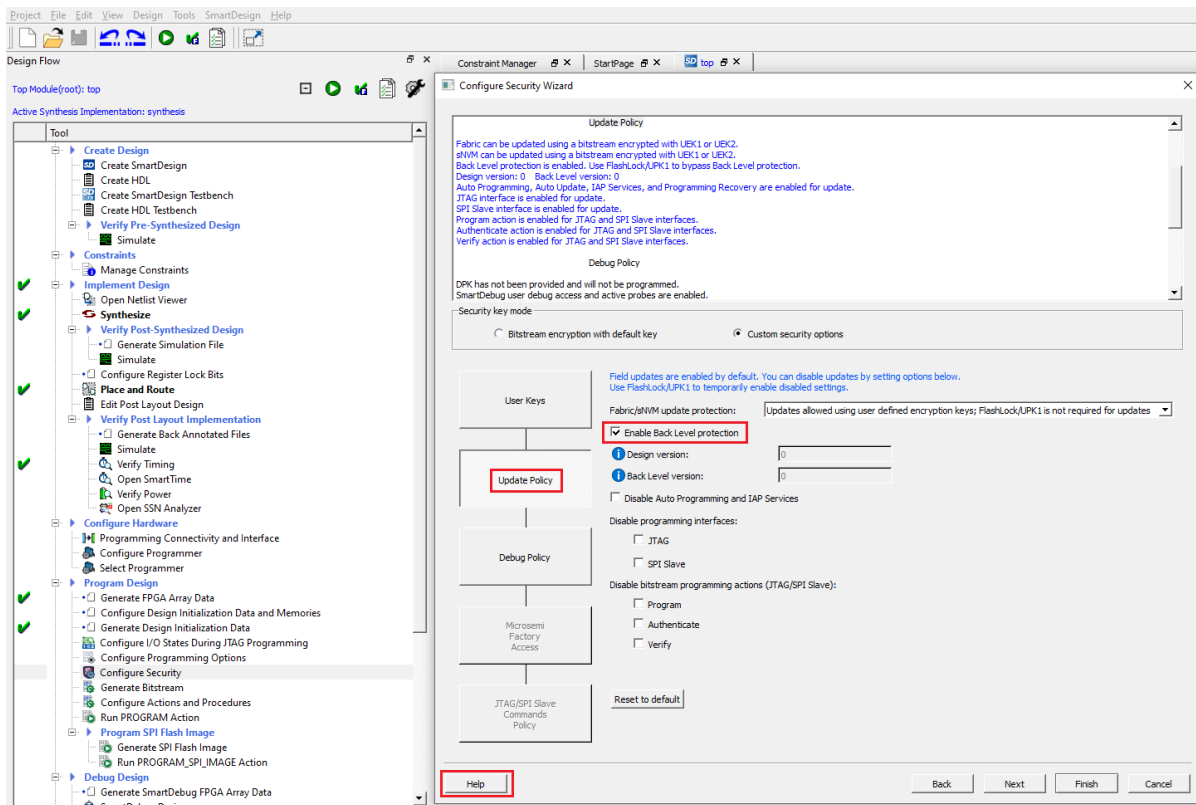 Project File Edit View Design Tools SmartDesign Help
Design Flow
Top Module(root): top
Active Synthesis Implementation: synthesis
Tool
Create Design
SD Create SmartDesign
Create HDL
Create SmartDesign Testbench
Create HDL Testbench
Verify Pre-Synthesized Design
Simulate
Constraints
Manage Constraints
Implement Design
Open Netlist Viewer
Synthesize
Verify Post-Synthesized Design
Generate Simulation File
Simulate
Configure Register Lock Bits
Place and Route
Edit Post Layout Design
Verify Post Layout Implementation
Generate Back Annotated Files
Simulate
Verify Timing
Open SmartTime
Verify Power
Open SSN Analyzer
Configure Hardware
Programming Connectivity and Interface
Configure Programmer
Select Programmer
Program Design
Generate FPGA Array Data
Configure Design Initialization Data and Memories
Generate Design Initialization Data
Configure I/O States During JTAG Programming
Configure Programming Options
Configure Security
Generate Bitstream
Configure Actions and Procedures
Run PROGRAM Action
Program SPI Flash Image
Generate SPI Flash Image
Run PROGRAM_SPI_IMAGE Action
Debug Design
Generate SmartDebug FPGA Array Data
Constraint Manager StartPage SD top
Configure Security Wizard
Update Policy
Fabric can be updated using a bitstream encrypted with UEK1 or UEK2.
sNVM can be updated using a bitstream encrypted with UEK1 or UEK2.
Back Level protection is enabled. Use FlashLock/UPK1 to bypass Back Level protection.
Design version: 0 Back Level version: 0
Auto Programming, Auto Update, IAP Services, and Programming Recovery are enabled for update.
JTAG interface is enabled for update.
SPI Slave interface is enabled for update.
Program action is enabled for JTAG and SPI Slave interfaces.
Authenticate action is enabled for JTAG and SPI Slave interfaces.
Verify action is enabled for JTAG and SPI Slave interfaces.
Debug Policy
DPK has not been provided and will not be programmed.
SmartDebug user debug access and active probes are enabled.
Security key mode
Bitstream encryption with default key Custom security options
User Keys
Update Policy
Debug Policy
Microsemi
Factory
Access
JTAG/SPI Slave
Commands
Policy
Field updates are enabled by default. You can disable updates by setting options below.
Use FlashLock/UPK1 to temporarily enable disabled settings.
Fabric/sNVM update protection: Updates allowed using user defined encryption keys; FlashLock/UPK1 is not required for updates
Enable Back Level protection
Design version: 0
Back Level version: 0
Disable Auto Programming and IAP Services
Disable programming interfaces:
JTAG
SPI Slave
Disable bitstream programming actions (JTAG/SPI Slave):
Program
Authenticate
Verify
Reset to default
Help Back Next Finish Cancel